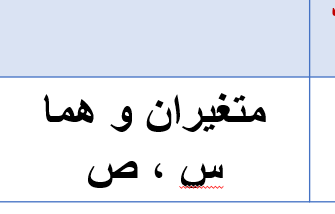 متغيران و هما
س ، ص